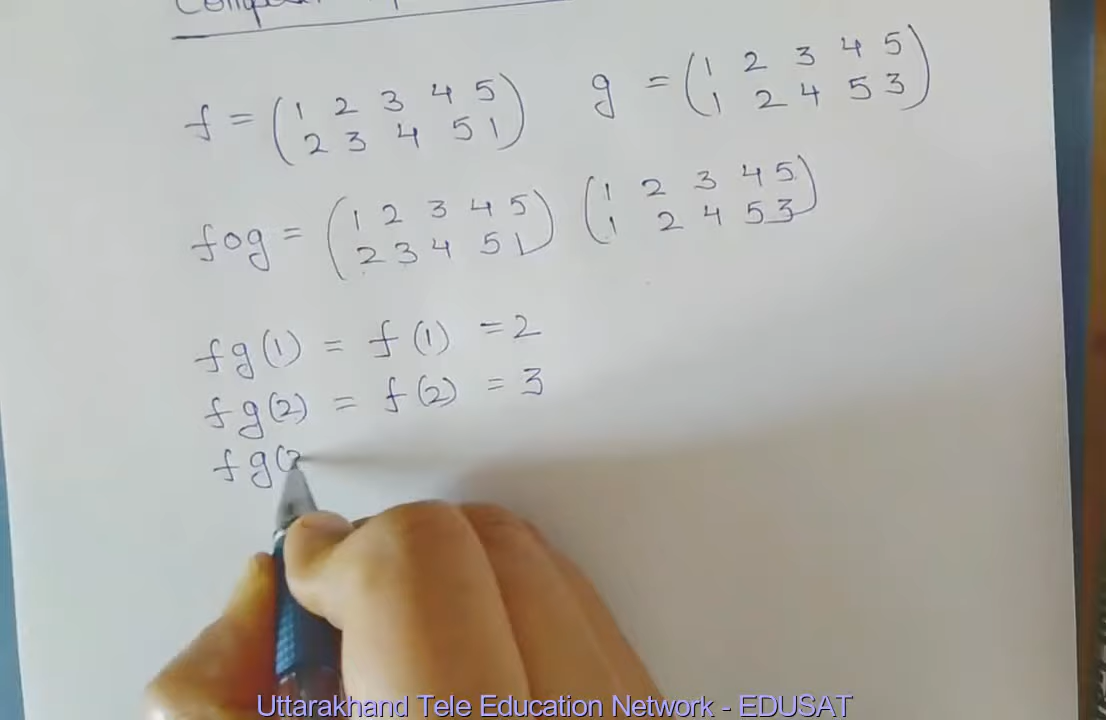 f = (1 2 3 4 5 g = (1 2 3 4 5
2 3 4 5 1) 1 2 4 5 3)
fog = (1 2 3 4 5 (1 2 3 4 5
2 3 4 5 1) 1 2 4 5 3)
fg(1) = f(1) = 2
fg(2) = f(2) = 3
fg(
Uttarakhand Tele Education Network - EDUSAT